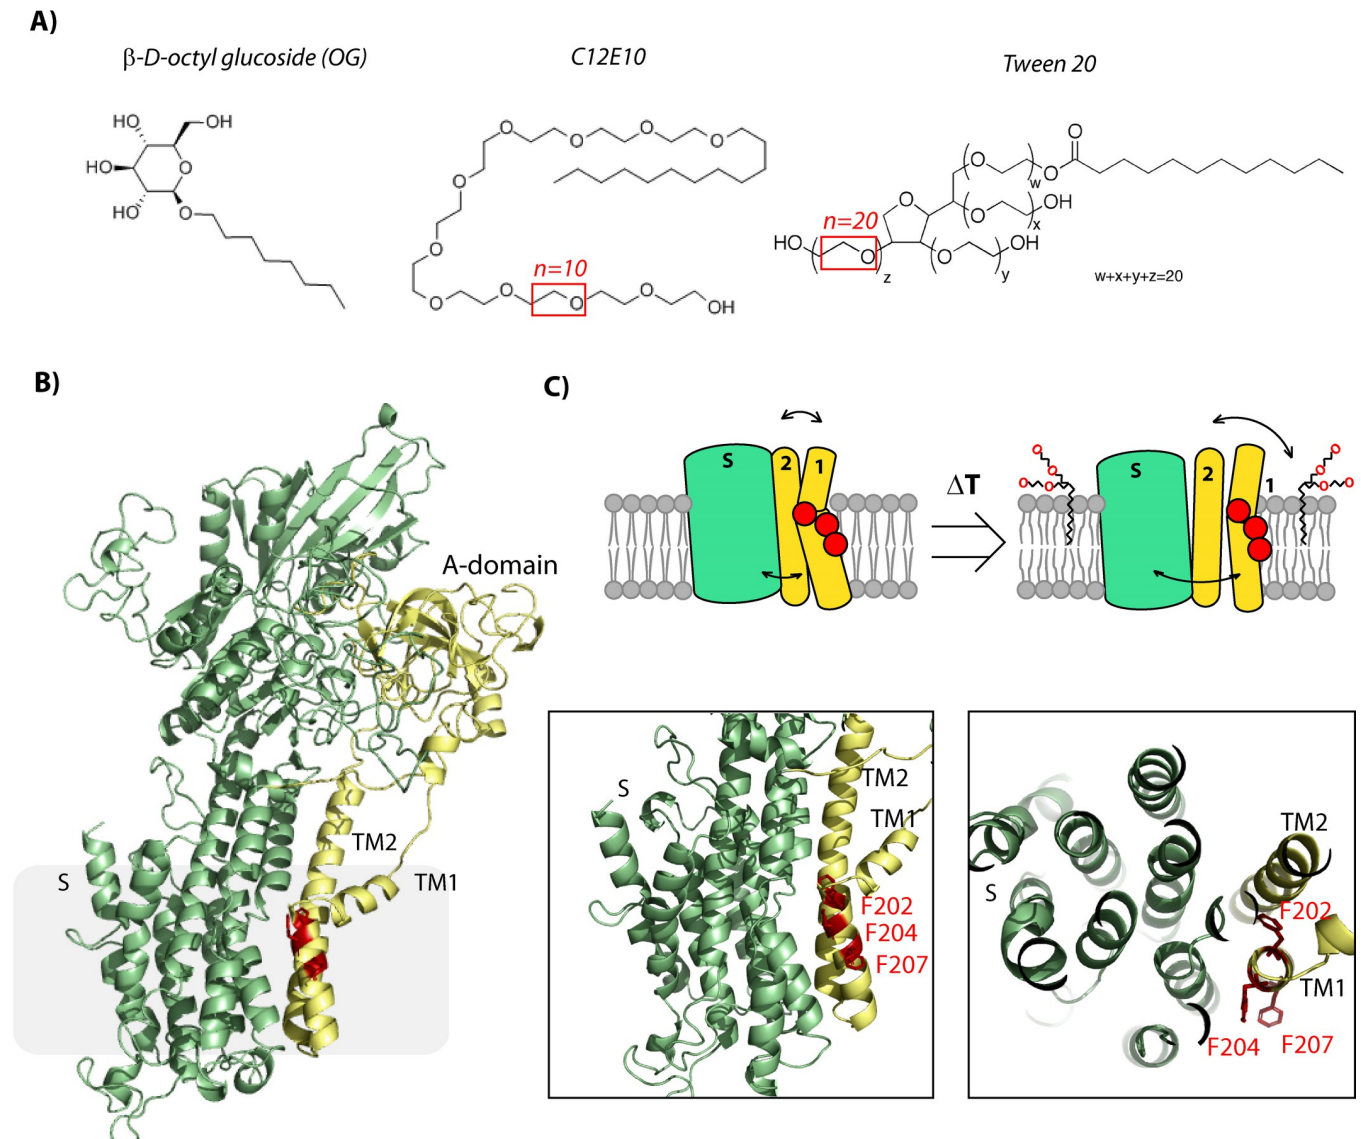 A)
β-D-octyl glucoside (OG)
C12E10
Tween 20
HO
OH
HO
O
HO
O
O
O
O
O
O
O
O
O
O
O
n=10
O
OH
O
O
w
O
O
O
OH
x
n=20
HO
O
z
O
OH
y
w+x+y+z=20
B)
A-domain
TM2
S
TM1
C)
S
2
1
ΔT
O
O
O
O
O
O
O
O
S
2
1
S
TM2
TM1
F202
F204
F207
S
TM2
F202
TM1
F204
F207